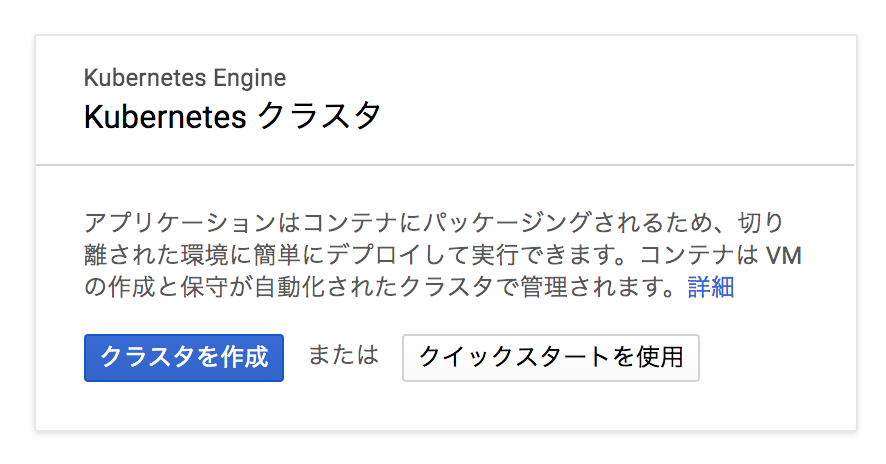 Kubernetes Engine
Kubernetes クラスタ
アプリケーションはコンテナにパッケージングされるため、切り
離された環境に簡単にデプロイして実行できます。コンテナは VM
の作成と保守が自動化されたクラスタで管理されます。詳細
クラスタを作成 または クイックスタートを使用